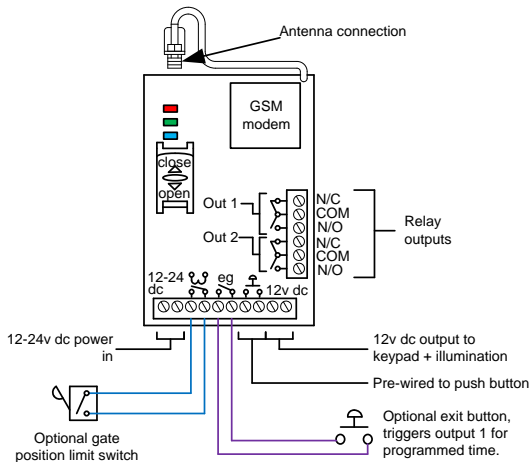 Antenna connection
GSM
modem
close
open
Out 1
N/C
COM
N/O
Out 2
N/C
COM
N/O
Relay
outputs
12-24
dc
eg
12v dc
12-24v dc power
in
12v dc output to
keypad + illumination
Pre-wired to push button
Optional gate
position limit switch
Optional exit button,
triggers output 1 for
programmed time.